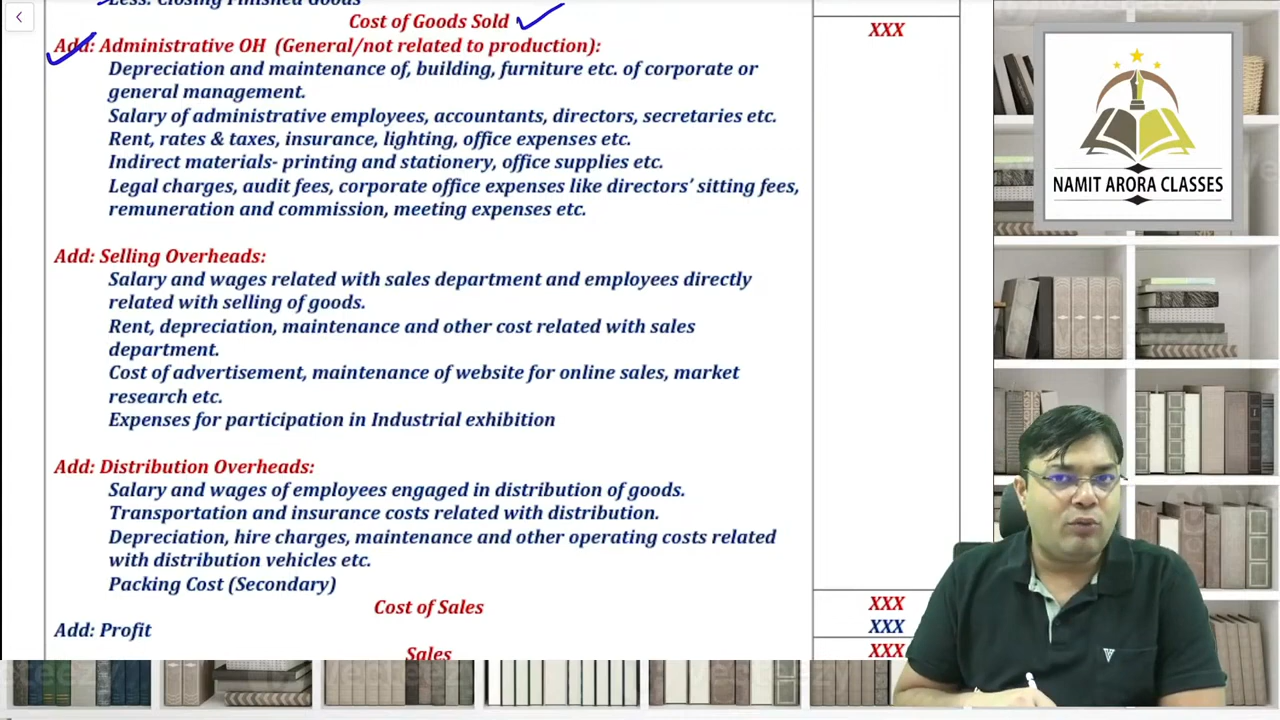 Less: Closing Finished Goods
Cost of Goods Sold
XXX
Add: Administrative OH (General/not related to production):
Depreciation and maintenance of, building, furniture etc. of corporate or
general management.
Salary of administrative employees, accountants, directors, secretaries etc.
Rent, rates & taxes, insurance, lighting, office expenses etc.
Indirect materials- printing and stationery, office supplies etc.
Legal charges, audit fees, corporate office expenses like directors' sitting fees,
remuneration and commission, meeting expenses etc.
Add: Selling Overheads:
Salary and wages related with sales department and employees directly
related with selling of goods.
Rent, depreciation, maintenance and other cost related with sales
department.
Cost of advertisement, maintenance of website for online sales, market
research etc.
Expenses for participation in Industrial exhibition
Add: Distribution Overheads:
Salary and wages of employees engaged in distribution of goods.
Transportation and insurance costs related with distribution.
Depreciation, hire charges, maintenance and other operating costs related
with distribution vehicles etc.
Packing Cost (Secondary)
Cost of Sales
XXX
Add: Profit
XXX
Sales
XXX
NAMIT ARORA CLASSES